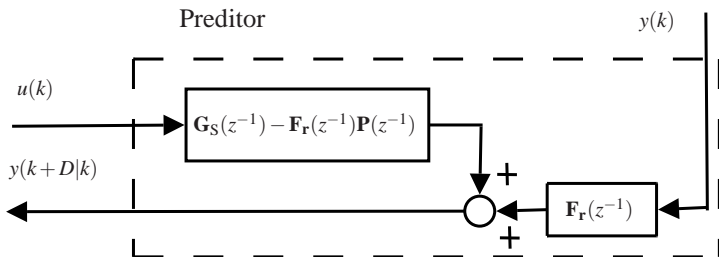 Preditor
y(k)
u(k)
G_S(z^{-1}) − F_r(z^{-1})P(z^{-1})
y(k + D|k)
+
F_r(z^{-1})
+